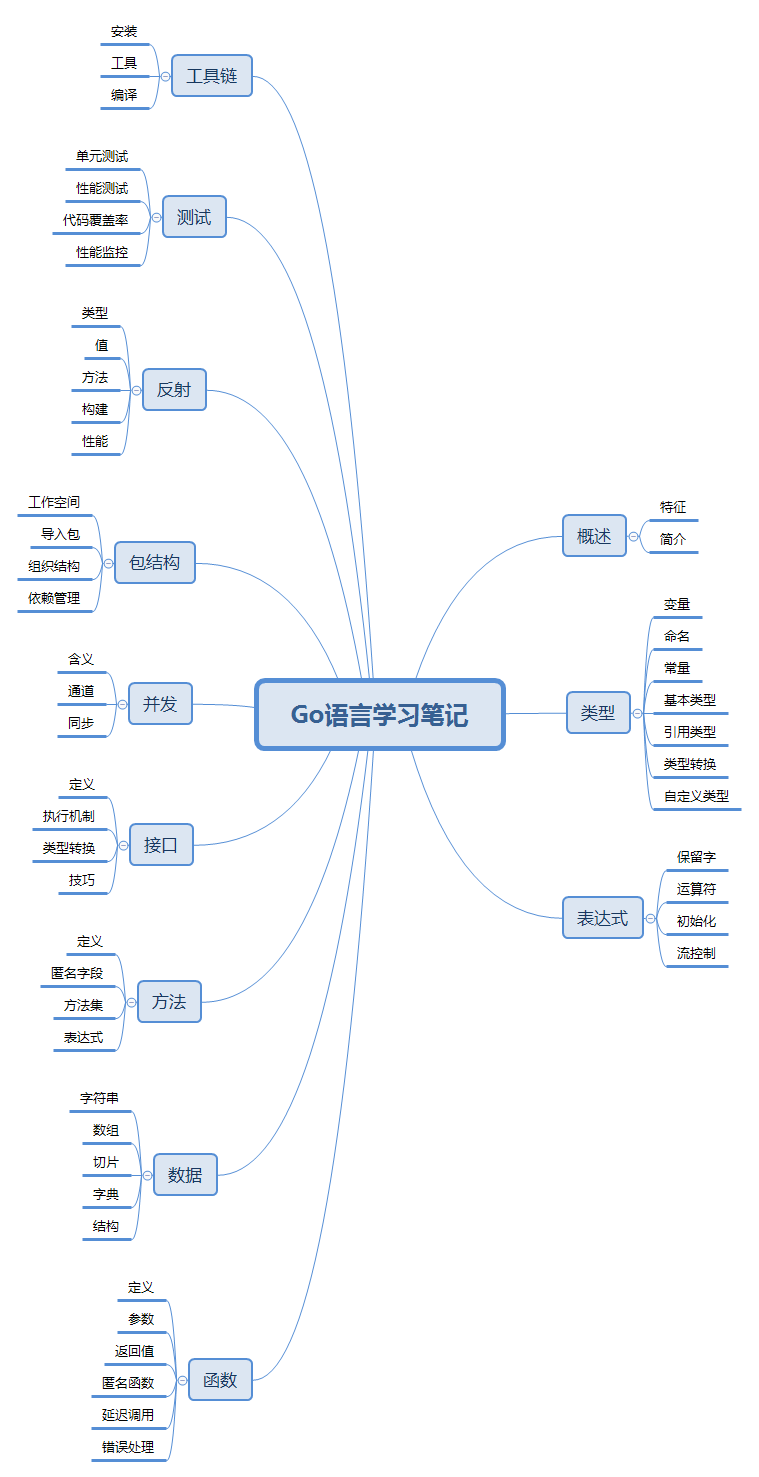 Go语言学习笔记
概述
特征
简介
类型
变量
命名
常量
基本类型
引用类型
类型转换
自定义类型
表达式
保留字
运算符
初始化
流控制
函数
定义
参数
返回值
匿名函数
延迟调用
错误处理
数据
字符串
数组
切片
字典
结构
方法
定义
匿名字段
方法集
表达式
接口
定义
执行机制
类型转换
技巧
并发
含义
通道
同步
包结构
工作空间
导入包
组织结构
依赖管理
反射
类型
值
方法
构建
性能
测试
单元测试
性能测试
代码覆盖率
性能监控
工具链
安装
工具
编译